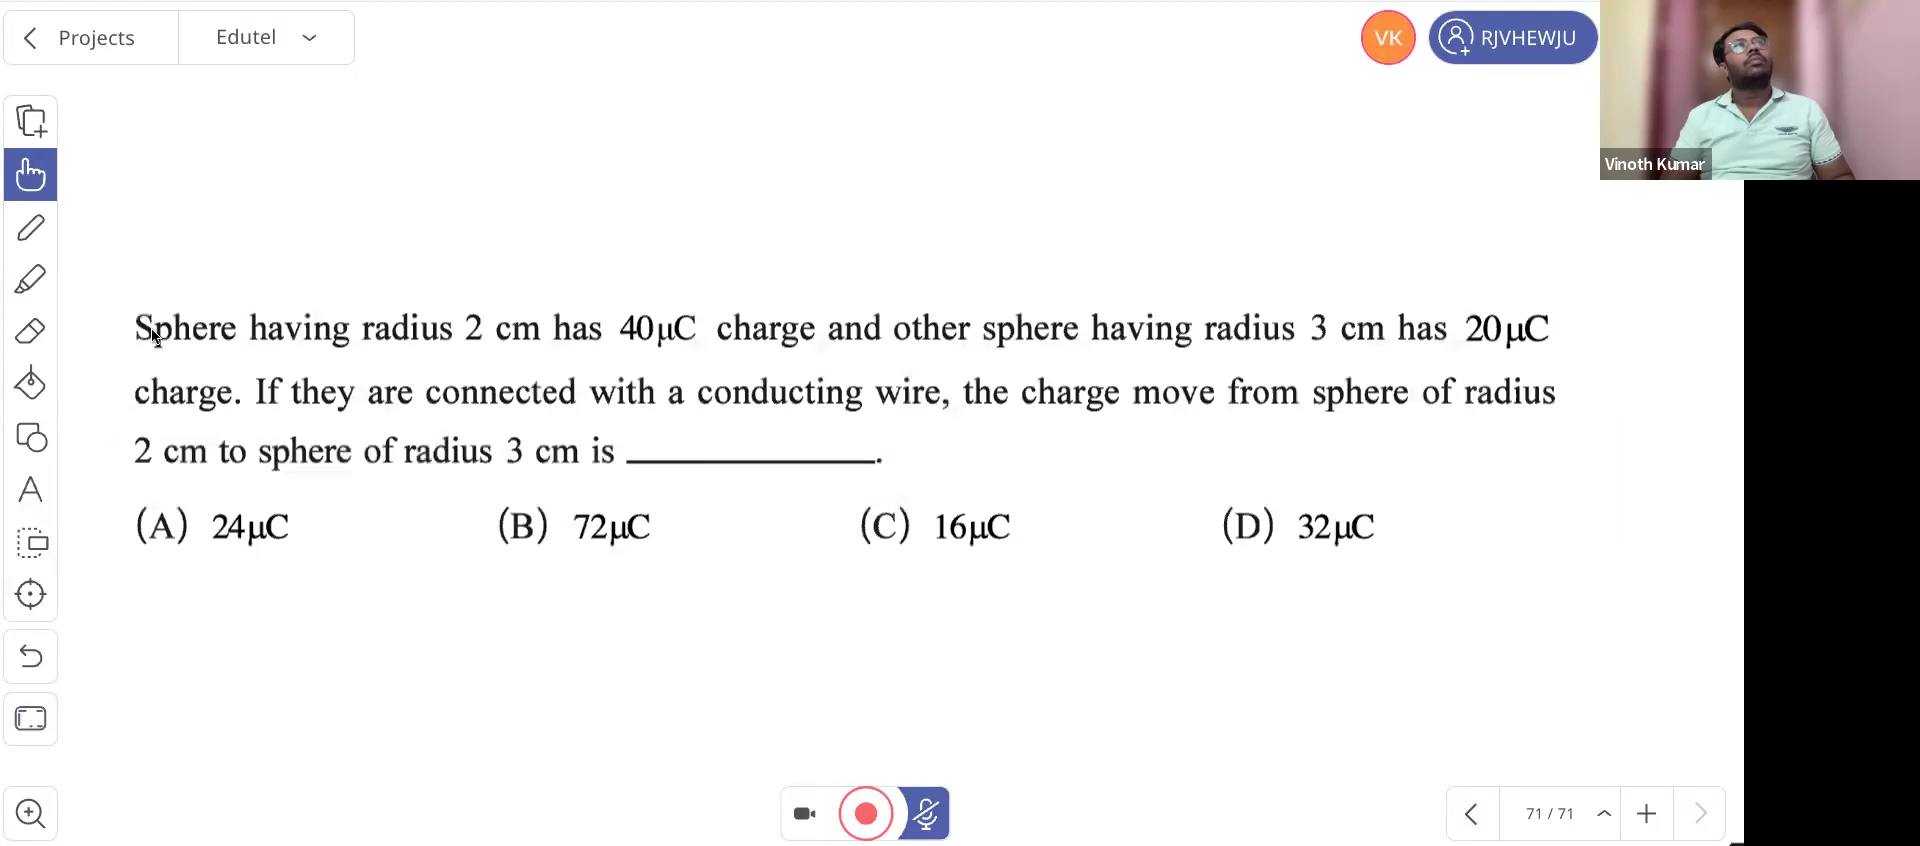 Projects
Edutel
VK
RJVHEWJU
Vinoth Kumar
Sphere having radius 2 cm has 40μC charge and other sphere having radius 3 cm has 20μC
charge. If they are connected with a conducting wire, the charge move from sphere of radius
2 cm to sphere of radius 3 cm is ____________.
(A) 24μC (B) 72μC (C) 16μC (D) 32μC
A
71 / 71